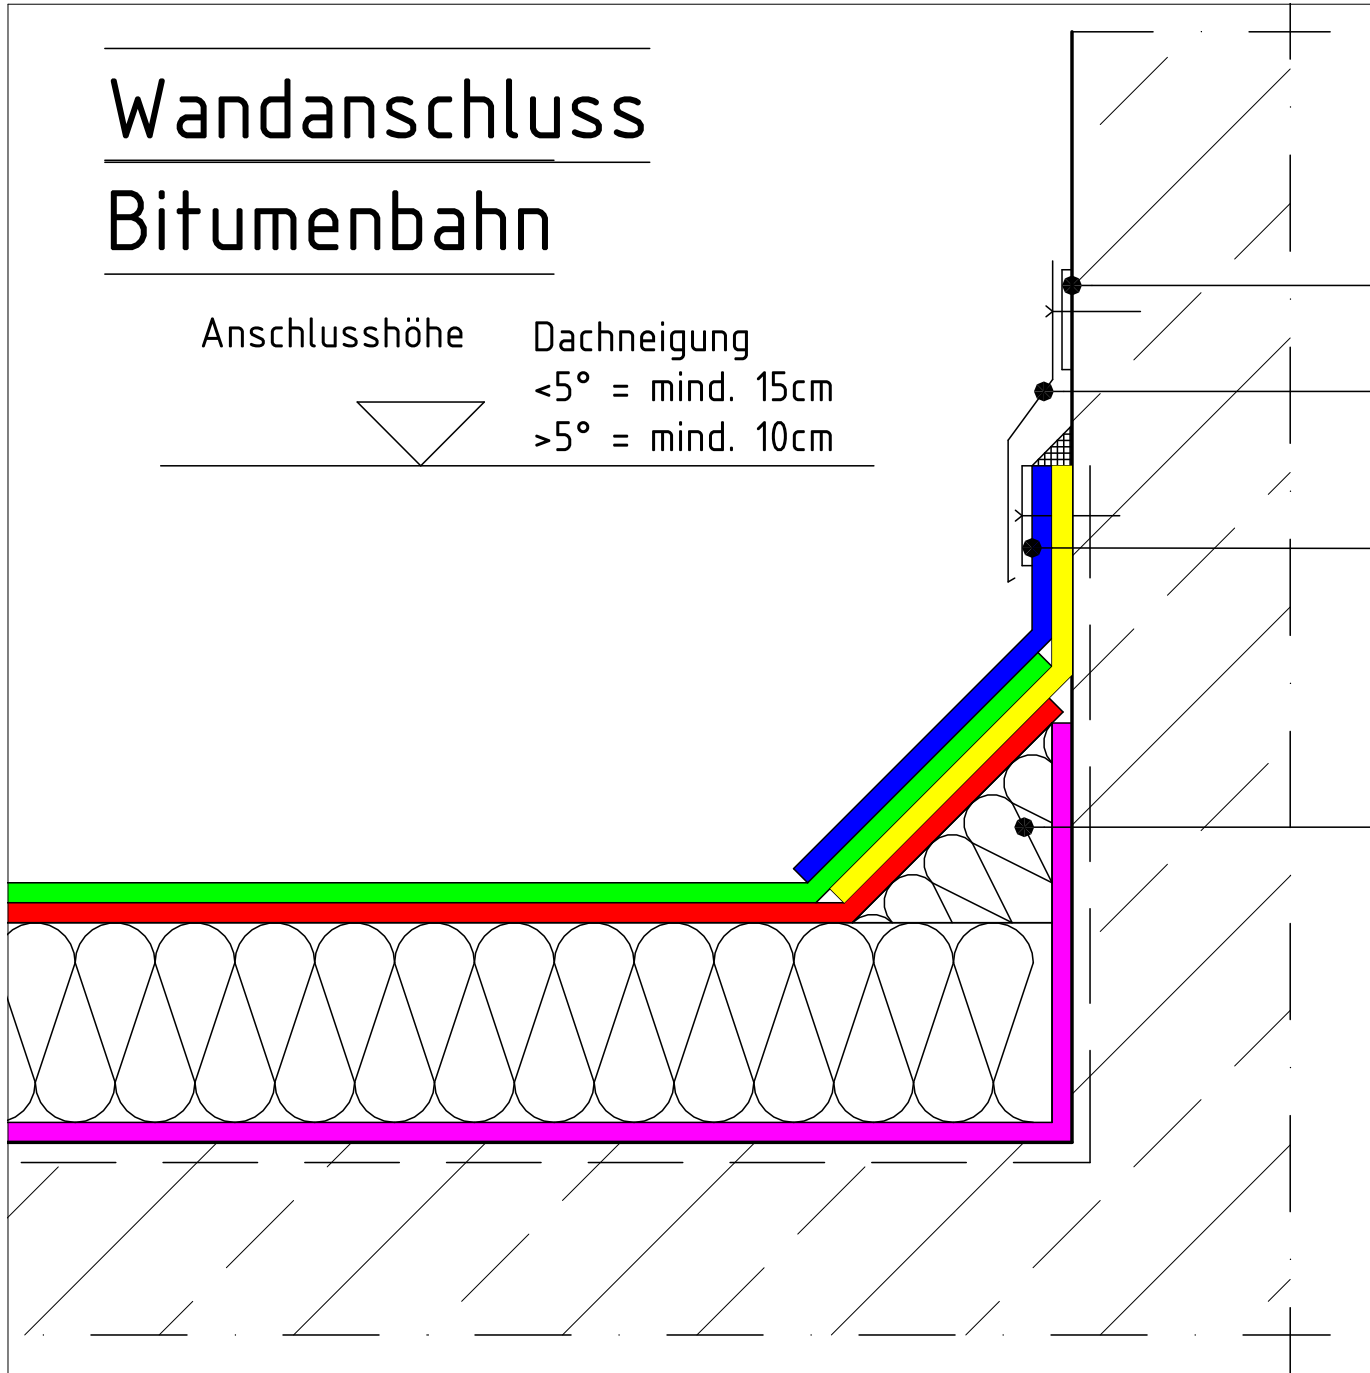 Wandanschluss
Bitumenbahn
Anschlusshöhe
Dachneigung
<5° = mind. 15cm
>5° = mind. 10cm